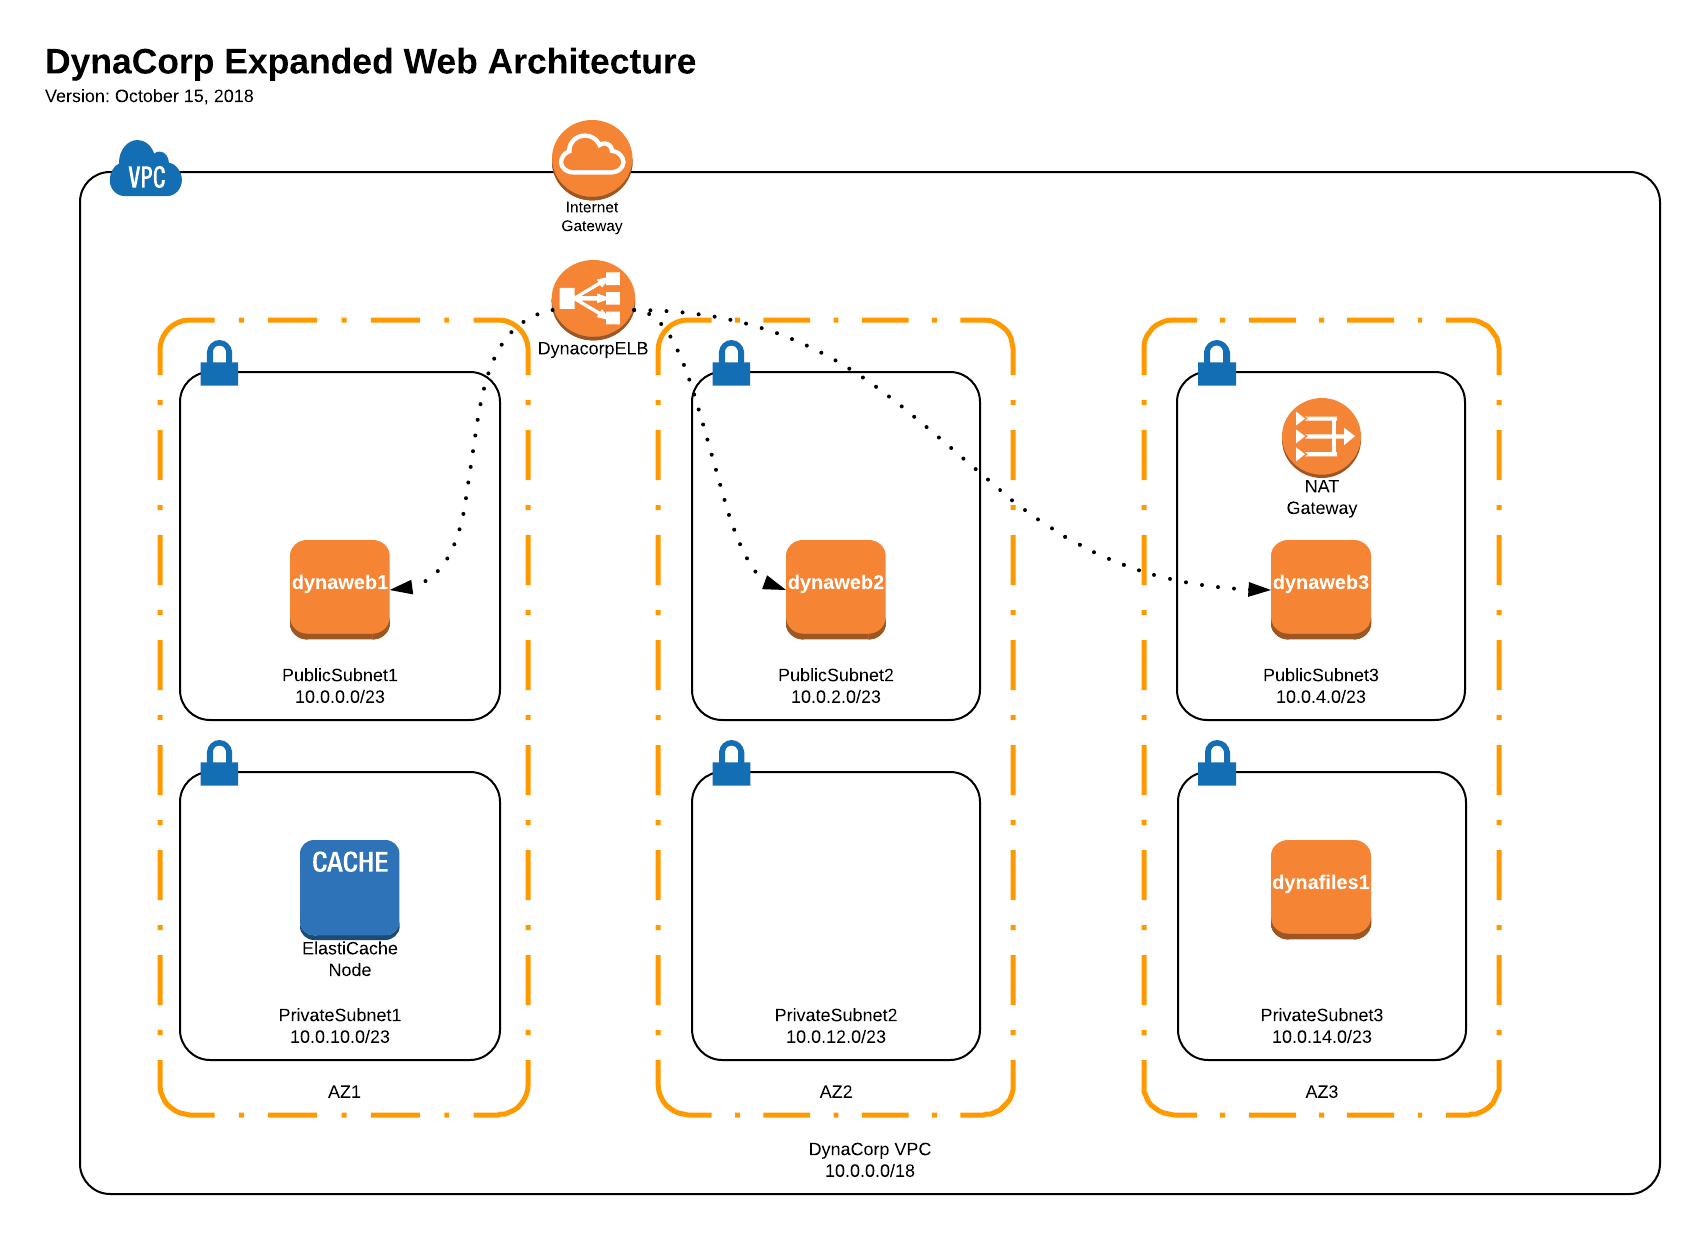 DynaCorp Expanded Web Architecture
Version: October 15, 2018
VPC
Internet
Gateway
DynacorpELB
NAT
Gateway
dynaweb1
dynaweb2
dynaweb3
PublicSubnet1
10.0.0.0/23
PublicSubnet2
10.0.2.0/23
PublicSubnet3
10.0.4.0/23
CACHE
ElastiCache
Node
dynafiles1
PrivateSubnet1
10.0.10.0/23
PrivateSubnet2
10.0.12.0/23
PrivateSubnet3
10.0.14.0/23
AZ1
AZ2
AZ3
DynaCorp VPC
10.0.0.0/18